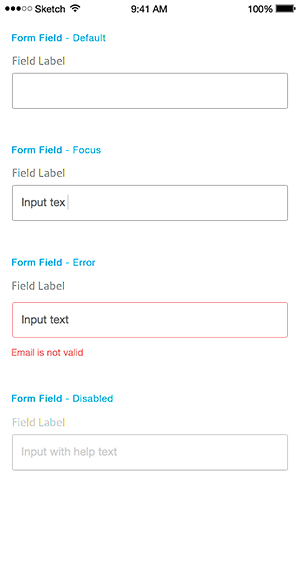 Sketch 9:41 AM 100%
Form Field - Default
Field Label
Form Field - Focus
Field Label
Input tex
Form Field - Error
Field Label
Input text
Email is not valid
Form Field - Disabled
Field Label
Input with help text